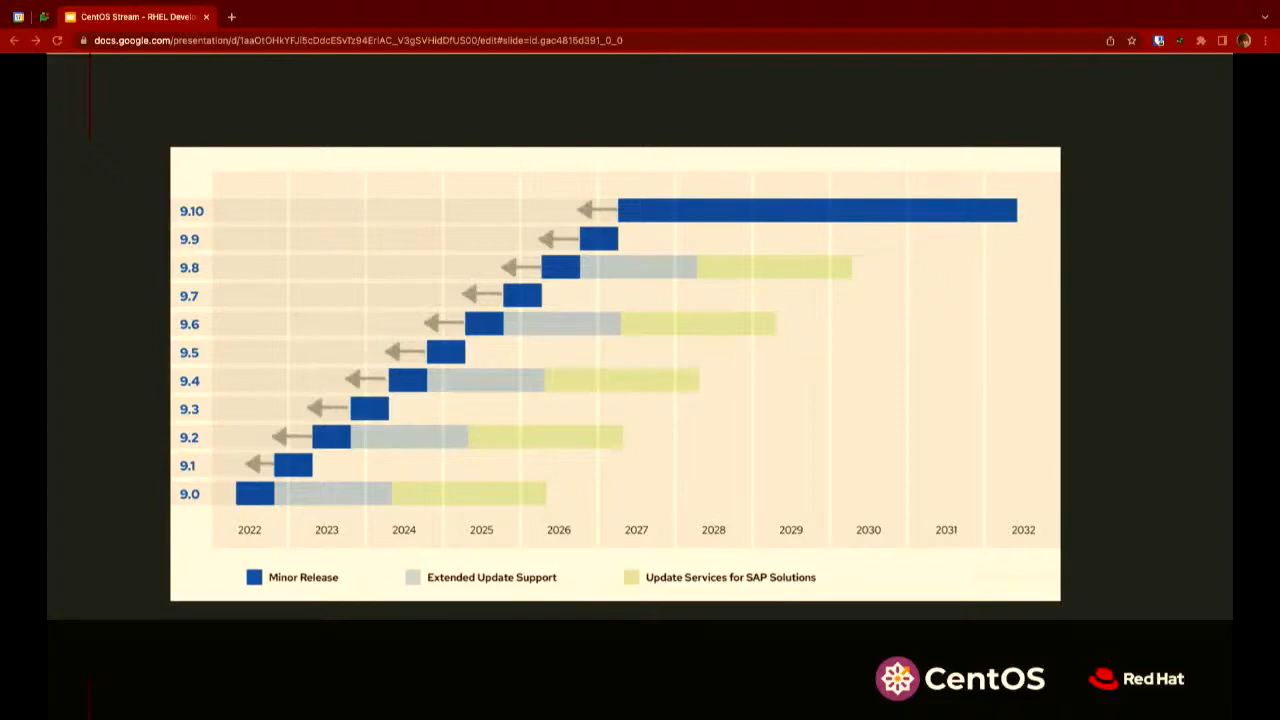 CentOS Stream - RHEL Develo
docs.google.com/presentation/d/1aaOtOHkYFJi5cDdcESvTz94ErlAC_V3gSVHidDfUS00/edit#slide=id.gac4815d391_0_0
9.10
9.9
9.8
9.7
9.6
9.5
9.4
9.3
9.2
9.1
9.0
2022 2023 2024 2025 2026 2027 2028 2029 2030 2031 2032
Minor Release Extended Update Support Update Services for SAP Solutions
CentOS Red Hat